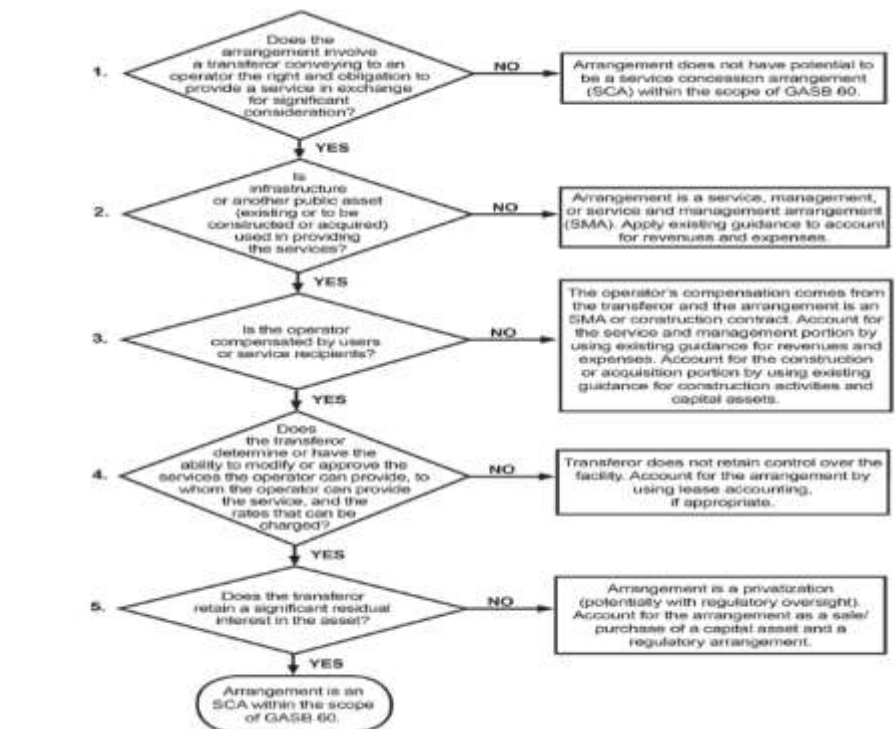 Does the
arrangement involve
a transferor conveying to an
operator the right and obligation to
provide a service in exchange
for significant
consideration?
1.
NO
Arrangement does not have potential to
be a service concession arrangement
(SCA) within the scope of GASB 60.
YES
Is
infrastructure
or another public asset
(existing or to be
constructed or acquired)
used in providing
the services?
2.
NO
Arrangement is a service, management,
or service and management arrangement
(SMA). Apply existing guidance to account
for revenues and expenses.
YES
3.
Is the operator
compensated by users
or service recipients?
NO
The operator's compensation comes from
the transferor and the arrangement is an
SMA or construction contract. Account for
the service and management portion by
using existing guidance for revenues and
expenses. Account for the construction
or acquisition portion by using existing
guidance for construction activities and
capital assets.
YES
Does
the transferor
determine or have the
ability to modify or approve the
services the operator can provide, to
whom the operator can provide
the service, and the
rates that can be
charged?
4.
NO
Transferor does not retain control over the
facility. Account for the arrangement by
using lease accounting,
if appropriate.
YES
5.
Does the transferor
retain a significant residual
interest in the asset?
NO
Arrangement is a privatization
(potentially with regulatory oversight).
Account for the arrangement as a sale/
purchase of a capital asset and a
regulatory arrangement.
YES
Arrangement is an
SCA within the scope
of GASB 60.